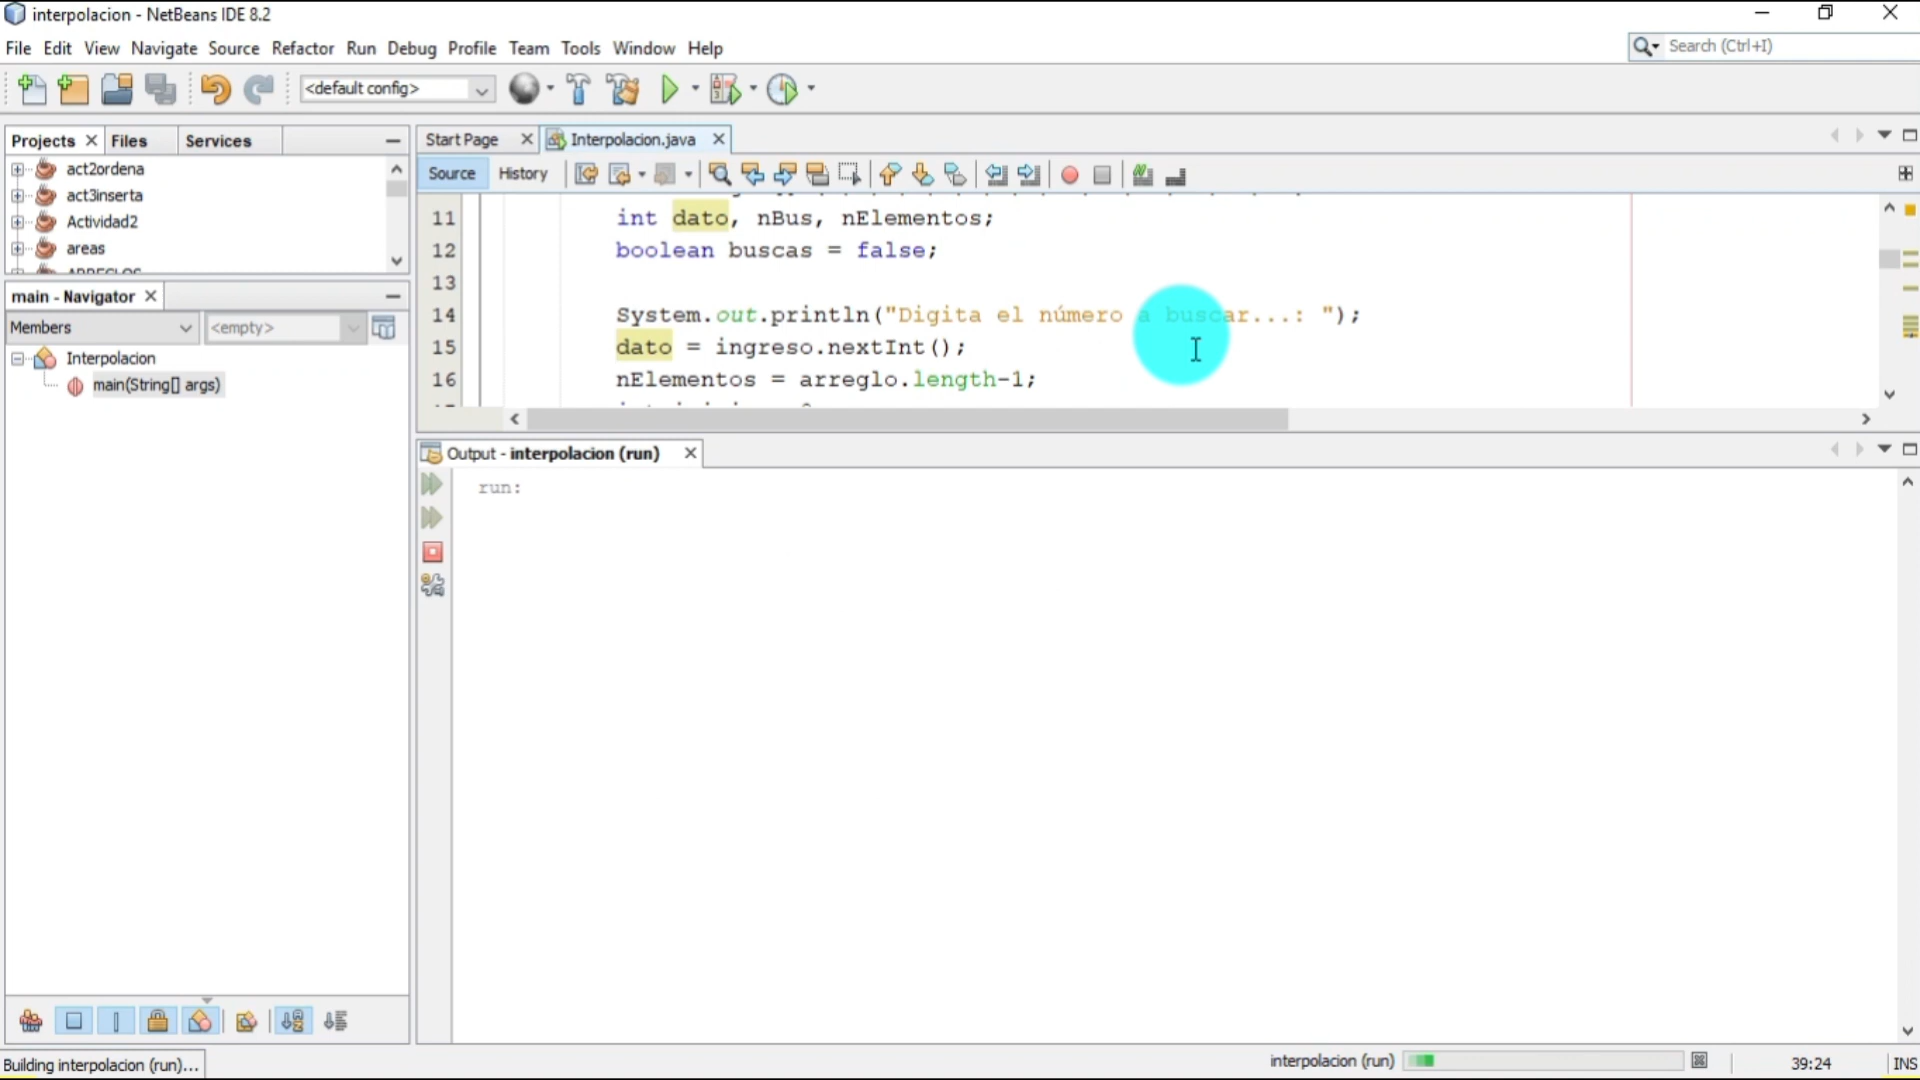 interpolacion - NetBeans IDE 8.2
File Edit View Navigate Source Refactor Run Debug Profile Team Tools Window Help
Search (Ctrl+I)
<default config>
Projects Files Services
act2ordena
act3inserta
Actividad2
areas
main - Navigator
Members <empty>
Interpolacion
main(String[] args)
Start Page Interpolacion.java
Source History
11 int dato, nBus, nElementos;
12 boolean buscas = false;
13
14 System.out.println("Digita el número a buscar...: ");
15 dato = ingreso.nextInt();
16 nElementos = arreglo.length-1;
Output - interpolacion (run)
run:
Building interpolacion (run)...
interpolacion (run)
39:24
INS